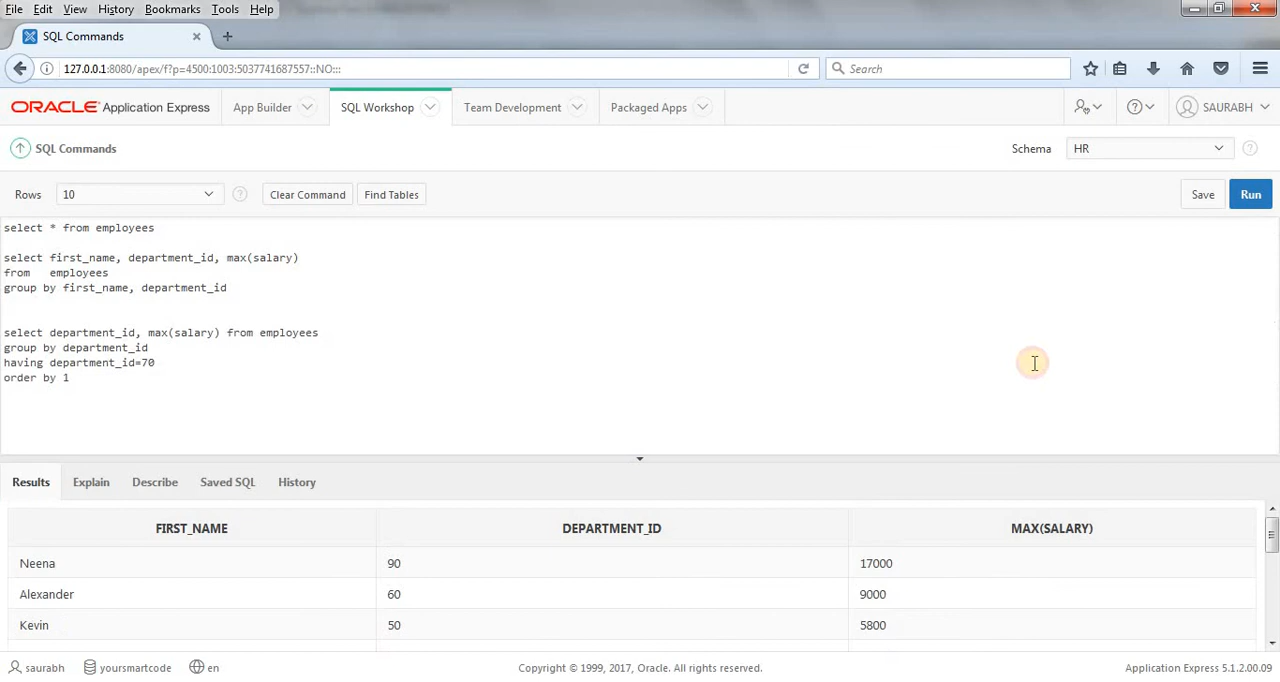 File Edit View History Bookmarks Tools Help
SQL Commands
127.0.0.1:8080/apex/f?p=4500:1003:5037741687557::NO:::
Search
ORACLE Application Express App Builder SQL Workshop Team Development Packaged Apps SAURABH
SQL Commands Schema HR
Rows 10 Clear Command Find Tables Save Run
select * from employees
select first_name, department_id, max(salary)
from employees
group by first_name, department_id
select department_id, max(salary) from employees
group by department_id
having department_id=70
order by 1
Results Explain Describe Saved SQL History
FIRST_NAME DEPARTMENT_ID MAX(SALARY)
Neena 90 17000
Alexander 60 9000
Kevin 50 5800
saurabh yoursmartcode en Copyright © 1999, 2017, Oracle. All rights reserved. Application Express 5.1.2.00.09